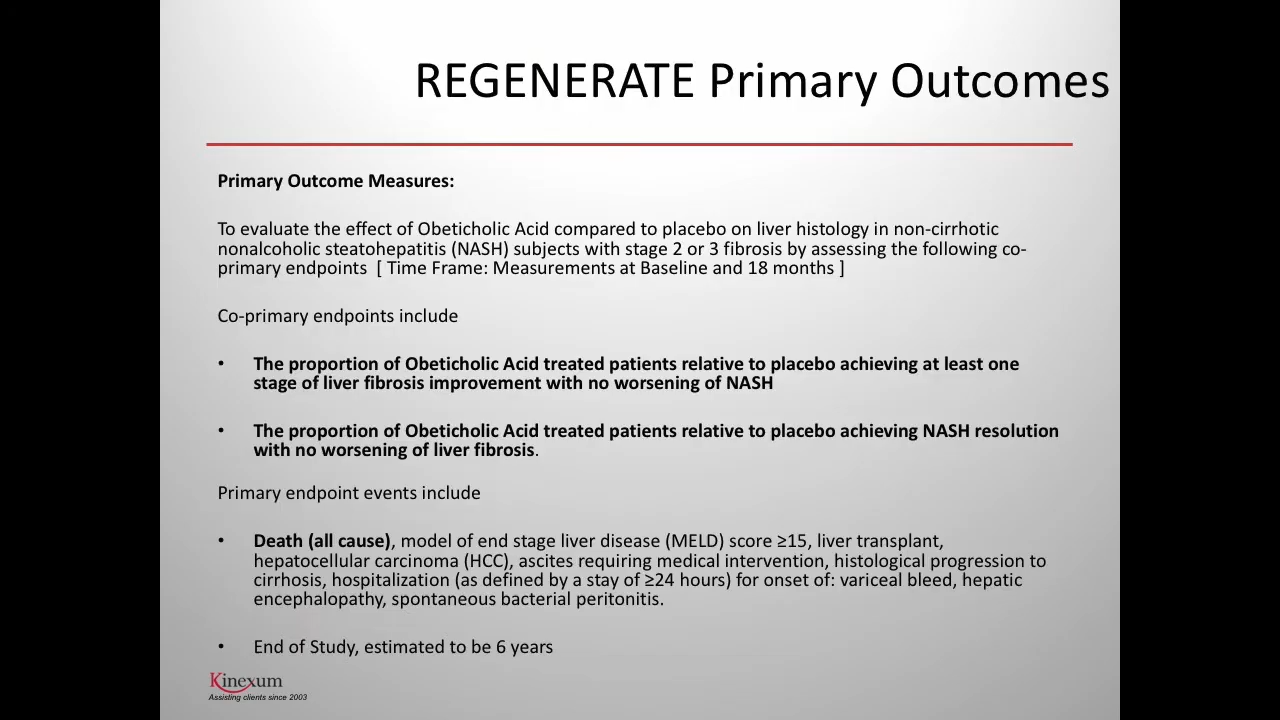 REGENERATE Primary Outcomes
Primary Outcome Measures:
To evaluate the effect of Obeticholic Acid compared to placebo on liver histology in non-cirrhotic
nonalcoholic steatohepatitis (NASH) subjects with stage 2 or 3 fibrosis by assessing the following co-
primary endpoints  [ Time Frame: Measurements at Baseline and 18 months ]
Co-primary endpoints include
• The proportion of Obeticholic Acid treated patients relative to placebo achieving at least one
stage of liver fibrosis improvement with no worsening of NASH
• The proportion of Obeticholic Acid treated patients relative to placebo achieving NASH resolution
with no worsening of liver fibrosis.
Primary endpoint events include
• Death (all cause), model of end stage liver disease (MELD) score ≥15, liver transplant,
hepatocellular carcinoma (HCC), ascites requiring medical intervention, histological progression to
cirrhosis, hospitalization (as defined by a stay of ≥24 hours) for onset of: variceal bleed, hepatic
encephalopathy, spontaneous bacterial peritonitis.
• End of Study, estimated to be 6 years
Kinexum
Assisting clients since 2003